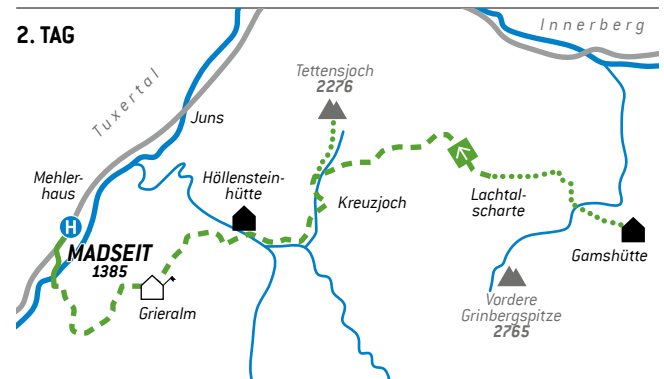 2. TAG
Innerberg
Tettensjoch
2276
Tuxertal
Juns
Mehler-
haus
Höllenstein-
hütte
H
MADSEIT
1385
Kreuzjoch
Lachtal-
scharte
Gamshütte
Grieralm
Vordere
Grinbergspitze
2765